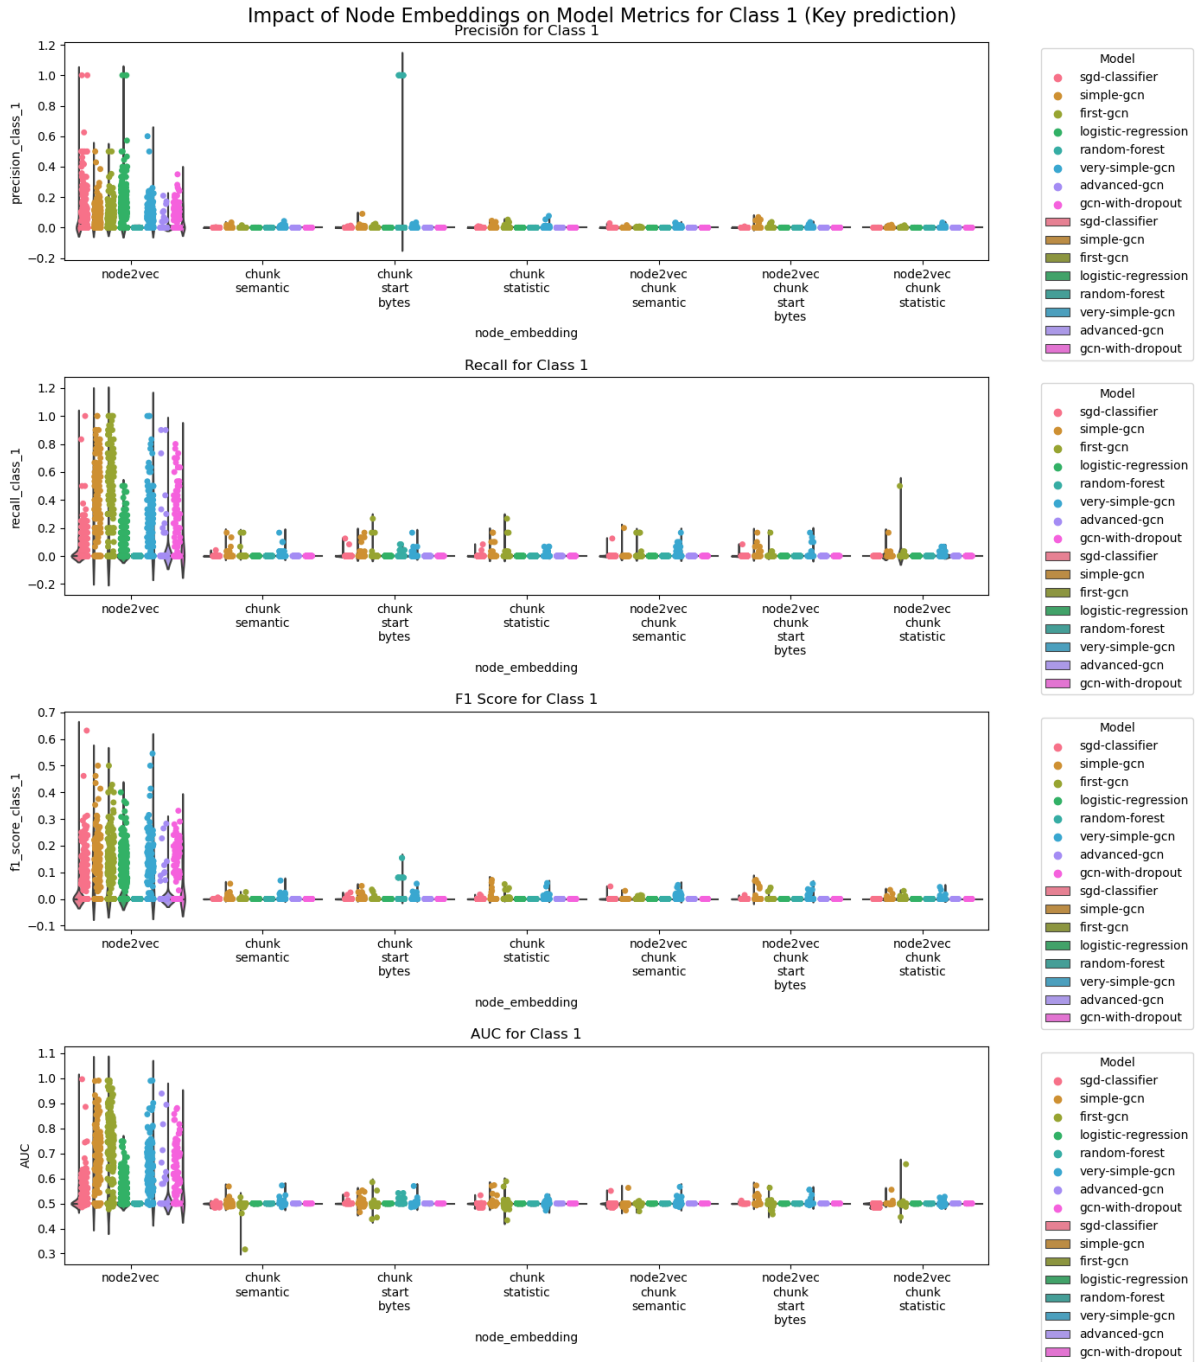 Impact of Node Embeddings on Model Metrics for Class 1 (Key prediction)
Precision for Class 1
precision_class_1
1.2
1.0
0.8
0.6
0.4
0.2
0.0
−0.2
node2vec
chunk
semantic
chunk
start
bytes
chunk
statistic
node2vec
chunk
semantic
node2vec
chunk
start
bytes
node2vec
chunk
statistic
node_embedding
Model
sgd-classifier
simple-gcn
first-gcn
logistic-regression
random-forest
very-simple-gcn
advanced-gcn
gcn-with-dropout
sgd-classifier
simple-gcn
first-gcn
logistic-regression
random-forest
very-simple-gcn
advanced-gcn
gcn-with-dropout
Recall for Class 1
recall_class_1
1.2
1.0
0.8
0.6
0.4
0.2
0.0
−0.2
node2vec
chunk
semantic
chunk
start
bytes
chunk
statistic
node2vec
chunk
semantic
node2vec
chunk
start
bytes
node2vec
chunk
statistic
node_embedding
Model
sgd-classifier
simple-gcn
first-gcn
logistic-regression
random-forest
very-simple-gcn
advanced-gcn
gcn-with-dropout
sgd-classifier
simple-gcn
first-gcn
logistic-regression
random-forest
very-simple-gcn
advanced-gcn
gcn-with-dropout
F1 Score for Class 1
f1_score_class_1
0.7
0.6
0.5
0.4
0.3
0.2
0.1
0.0
−0.1
node2vec
chunk
semantic
chunk
start
bytes
chunk
statistic
node2vec
chunk
semantic
node2vec
chunk
start
bytes
node2vec
chunk
statistic
node_embedding
Model
sgd-classifier
simple-gcn
first-gcn
logistic-regression
random-forest
very-simple-gcn
advanced-gcn
gcn-with-dropout
sgd-classifier
simple-gcn
first-gcn
logistic-regression
random-forest
very-simple-gcn
advanced-gcn
gcn-with-dropout
AUC for Class 1
AUC
1.1
1.0
0.9
0.8
0.7
0.6
0.5
0.4
0.3
node2vec
chunk
semantic
chunk
start
bytes
chunk
statistic
node2vec
chunk
semantic
node2vec
chunk
start
bytes
node2vec
chunk
statistic
node_embedding
Model
sgd-classifier
simple-gcn
first-gcn
logistic-regression
random-forest
very-simple-gcn
advanced-gcn
gcn-with-dropout
sgd-classifier
simple-gcn
first-gcn
logistic-regression
random-forest
very-simple-gcn
advanced-gcn
gcn-with-dropout